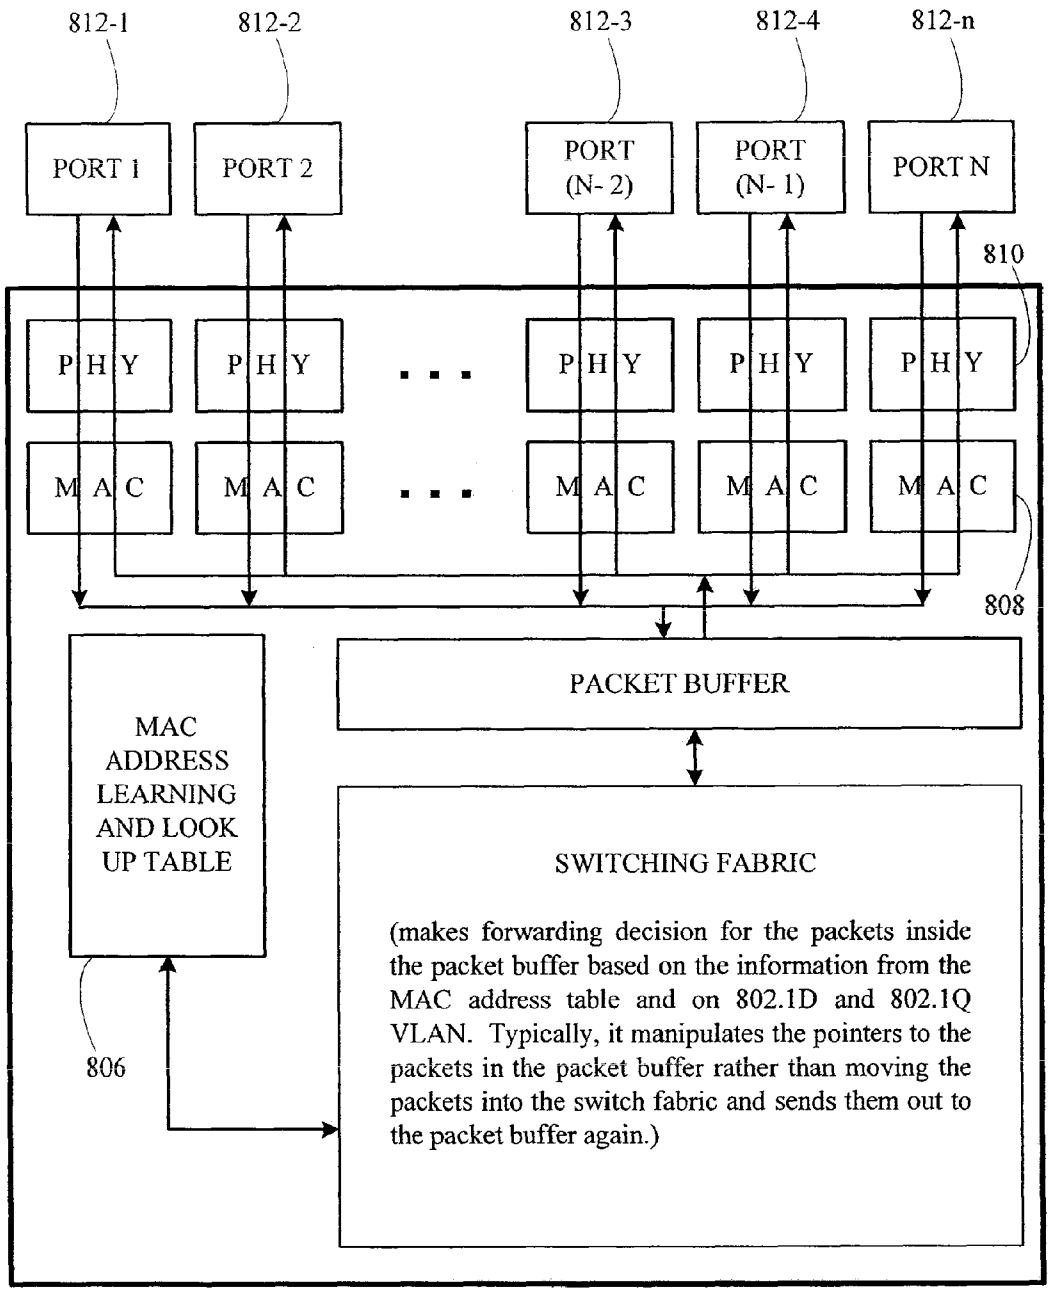 812-1 812-2 812-3 812-4 812-n
PORT 1 PORT 2 PORT (N- 2) PORT (N- 1) PORT N
810
P H Y P H Y ... P H Y P H Y P H Y
M A C M A C ... M A C M A C M A C
808
PACKET BUFFER
MAC
ADDRESS
LEARNING
AND LOOK
UP TABLE
806
SWITCHING FABRIC
(makes forwarding decision for the packets inside
the packet buffer based on the information from the
MAC address table and on 802.1D and 802.1Q
VLAN. Typically, it manipulates the pointers to the
packets in the packet buffer rather than moving the
packets into the switch fabric and sends them out to
the packet buffer again.)